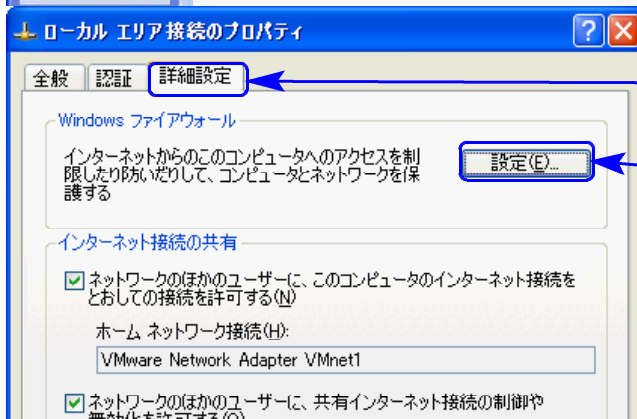 ローカル エリア接続のプロパティ
全般 認証 詳細設定
Windows ファイアウォール
インターネットからのこのコンピュータへのアクセスを制
限したり防いだりして、コンピュータとネットワークを保
護する
設定(E)...
インターネット接続の共有
ネットワークのほかのユーザーに、このコンピュータのインターネット接続を
とおしての接続を許可する(N)
ホーム ネットワーク接続(H):
VMware Network Adapter VMnet1
ネットワークのほかのユーザーに、共有インターネット接続の制御や
無効化を許可する(O)